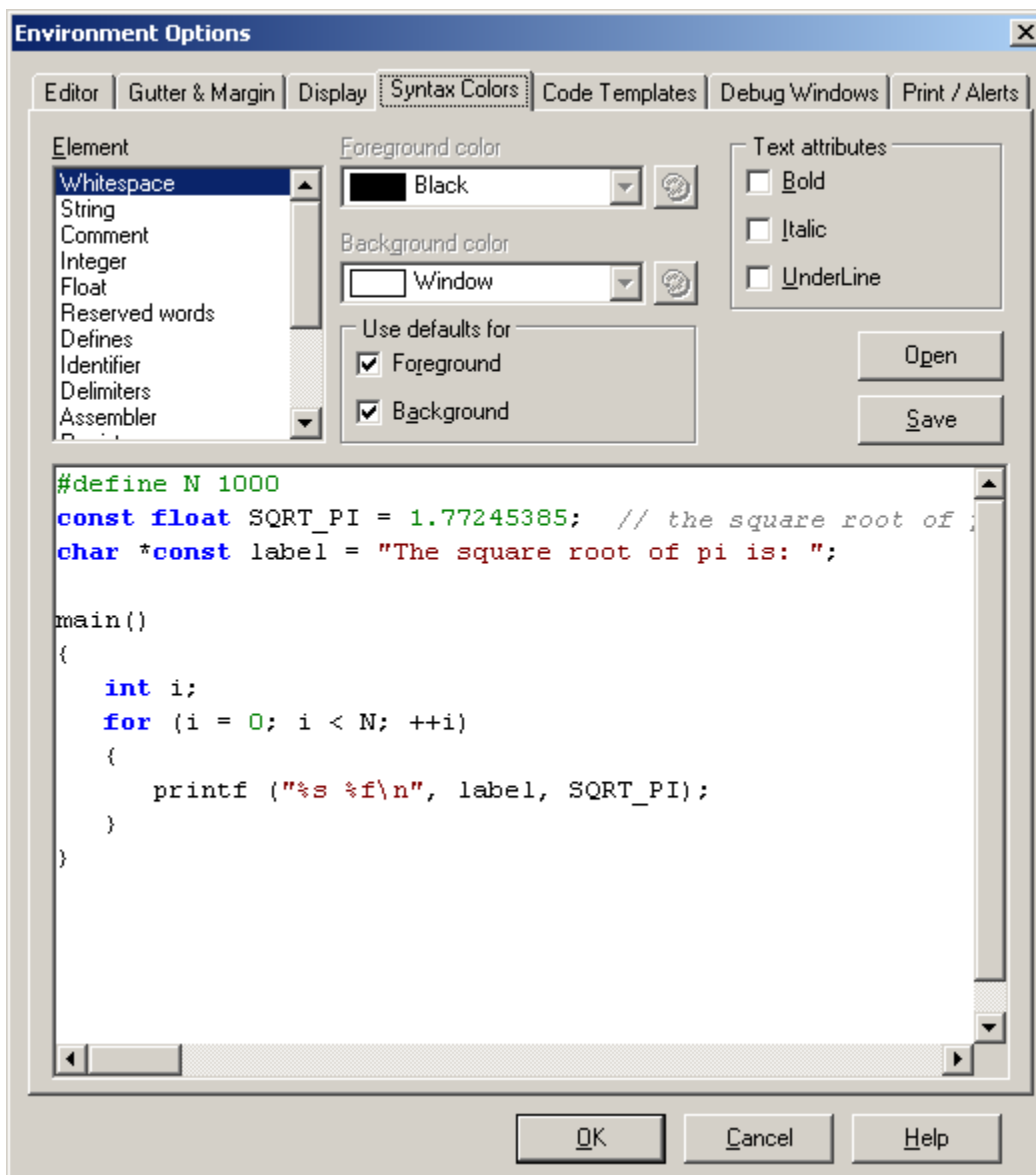 Environment Options
Editor Gutter & Margin Display Syntax Colors Code Templates Debug Windows Print / Alerts
Element
Whitespace
String
Comment
Integer
Float
Reserved words
Defines
Identifier
Delimiters
Assembler
Foreground color
Black
Background color
Window
Use defaults for
Foreground
Background
Text attributes
Bold
Italic
UnderLine
Open
Save
#define N 1000
const float SQRT_PI = 1.77245385;  // the square root of
char *const label = "The square root of pi is: ";
main()
{
   int i;
   for (i = 0; i < N; ++i)
   {
      printf ("%s %f\n", label, SQRT_PI);
   }
}
OK Cancel Help